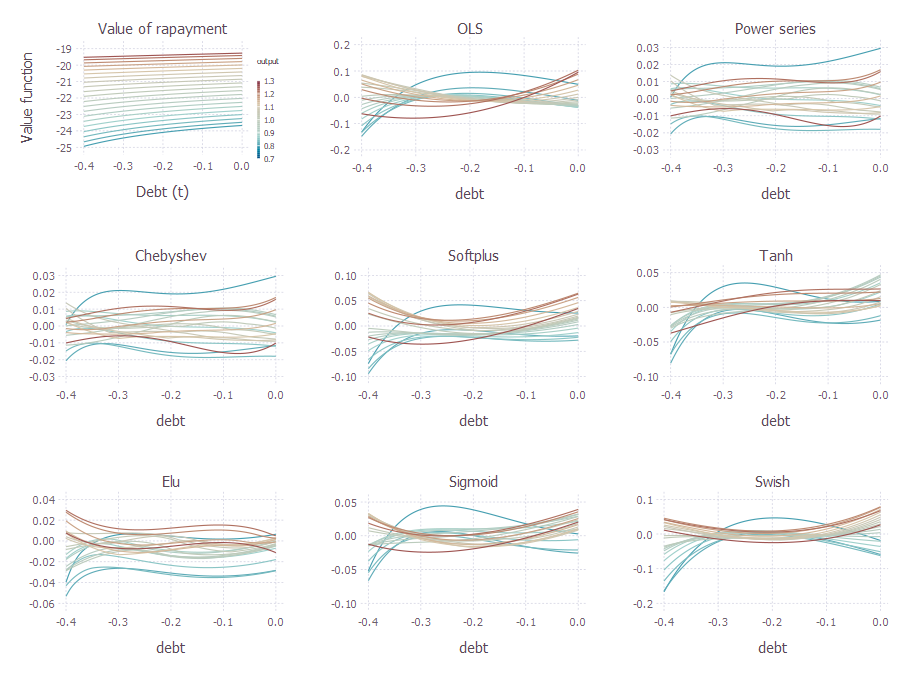 Value of repayment
Value function
-19
-20
-21
-22
-23
-24
-25
-0.4 -0.3 -0.2 -0.1 0.0
Debt (t)
output
1.3
1.2
1.1
1.0
0.9
0.8
0.7
OLS
0.2
0.1
0.0
-0.1
-0.2
-0.4 -0.3 -0.2 -0.1 0.0
debt
Power series
0.03
0.02
0.01
0.00
-0.01
-0.02
-0.03
-0.4 -0.3 -0.2 -0.1 0.0
debt
Chebyshev
0.03
0.02
0.01
0.00
-0.01
-0.02
-0.03
-0.4 -0.3 -0.2 -0.1 0.0
debt
Softplus
0.10
0.05
0.00
-0.05
-0.10
-0.4 -0.3 -0.2 -0.1 0.0
debt
Tanh
0.05
0.00
-0.05
-0.10
-0.4 -0.3 -0.2 -0.1 0.0
debt
Elu
0.04
0.02
0.00
-0.02
-0.04
-0.06
-0.4 -0.3 -0.2 -0.1 0.0
debt
Sigmoid
0.05
0.00
-0.05
-0.10
-0.4 -0.3 -0.2 -0.1 0.0
debt
Swish
0.1
0.0
-0.1
-0.2
-0.4 -0.3 -0.2 -0.1 0.0
debt